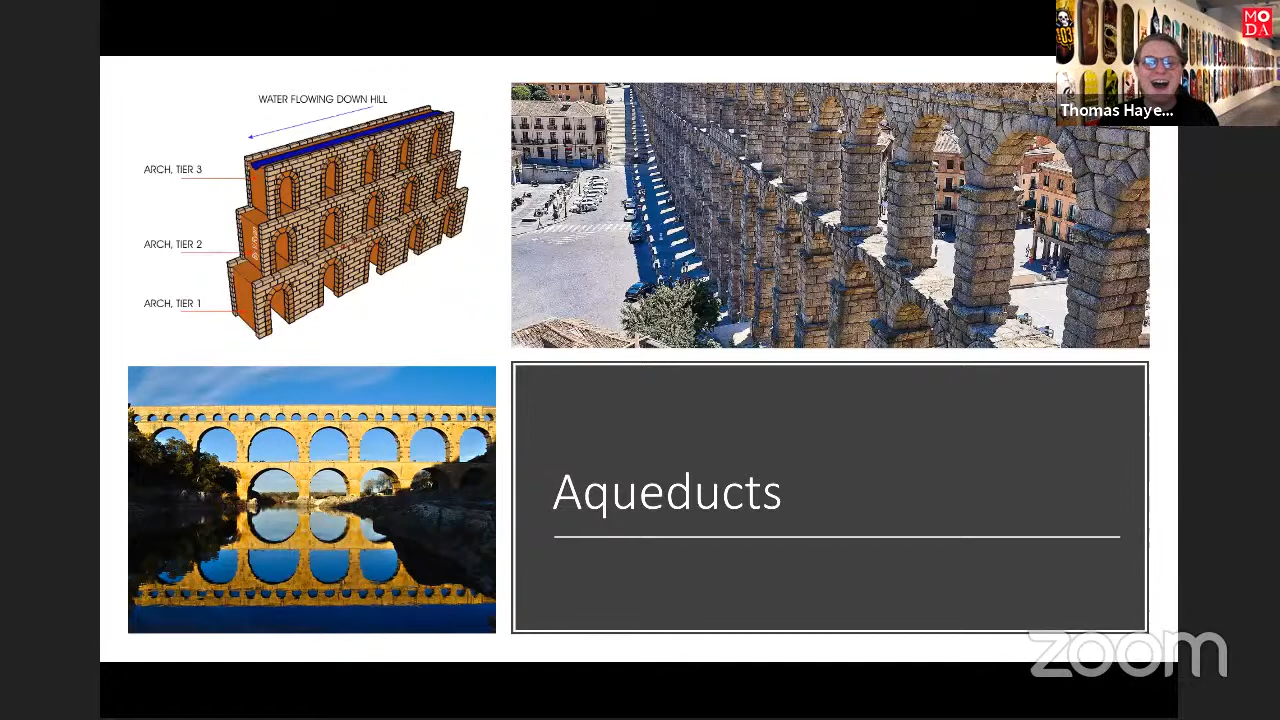 MO
DA
Thomas Haye...
WATER FLOWING DOWN HILL
ARCH, TIER 3
ARCH, TIER 2
ARCH, TIER 1
Aqueducts
zoom